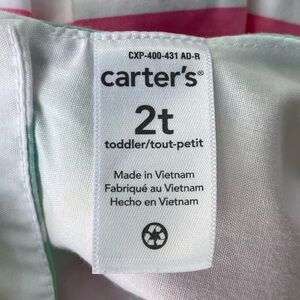 CXP-400-431 AD-R
carter's®
2t
toddler/tout-petit
Made in Vietnam
Fabriqué au Vietnam
Hecho en Vietnam